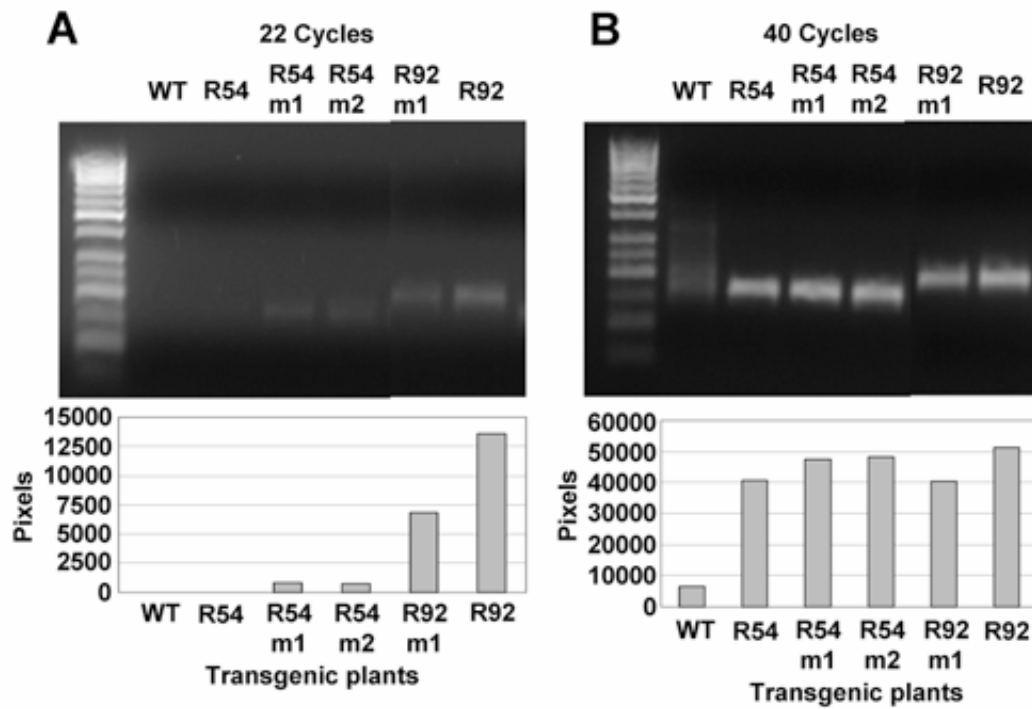 A
22 Cycles
WT R54 R54 m1 R54 m2 R92 m1 R92
15000
12500
10000
7500
5000
2500
0
Pixels
WT R54 R54 m1 R54 m2 R92 m1 R92
Transgenic plants
B
40 Cycles
WT R54 R54 m1 R54 m2 R92 m1 R92
60000
50000
40000
30000
20000
10000
0
Pixels
WT R54 R54 m1 R54 m2 R92 m1 R92
Transgenic plants